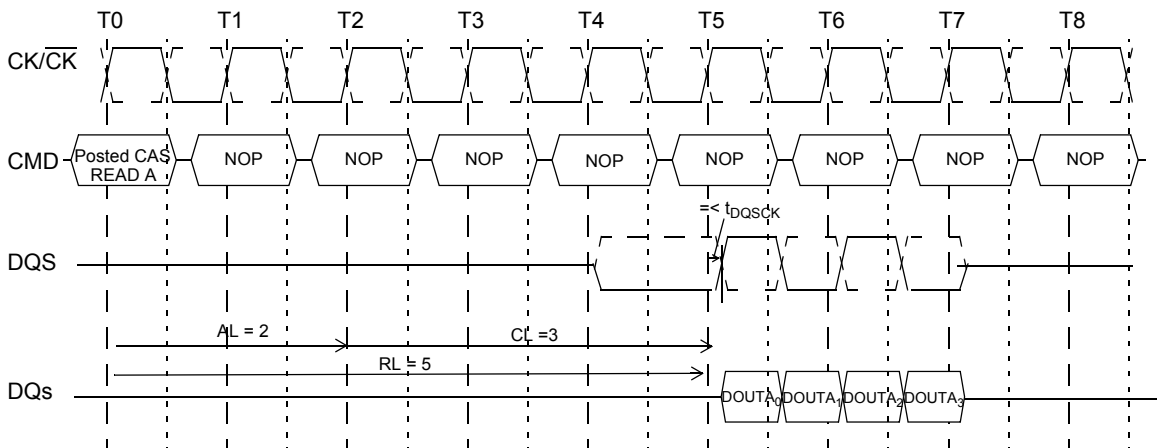 T0 T1 T2 T3 T4 T5 T6 T7 T8
CK/CK
CMD
Posted CAS
READ A
NOP NOP NOP NOP NOP NOP NOP NOP
=< tDQSCK
DQS
AL = 2
CL =3
RL = 5
DQs
DOUTA0 DOUTA1 DOUTA2 DOUTA3